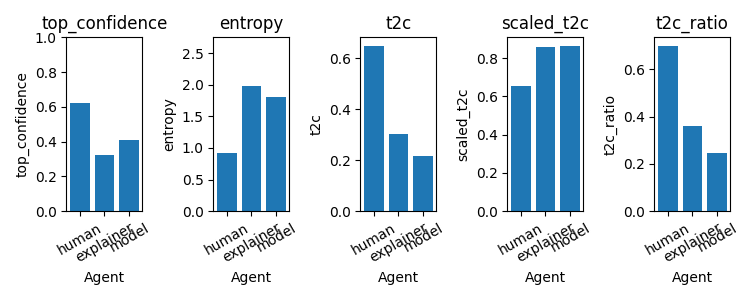 top_confidence
entropy
t2c
scaled_t2c
t2c_ratio
top_confidence
1.0
0.8
0.6
0.4
0.2
0.0
human
explainer
model
Agent
entropy
2.5
2.0
1.5
1.0
0.5
0.0
human
explainer
model
Agent
t2c
0.6
0.4
0.2
0.0
human
explainer
model
Agent
scaled_t2c
0.8
0.6
0.4
0.2
0.0
human
explainer
model
Agent
t2c_ratio
0.6
0.4
0.2
0.0
human
explainer
model
Agent